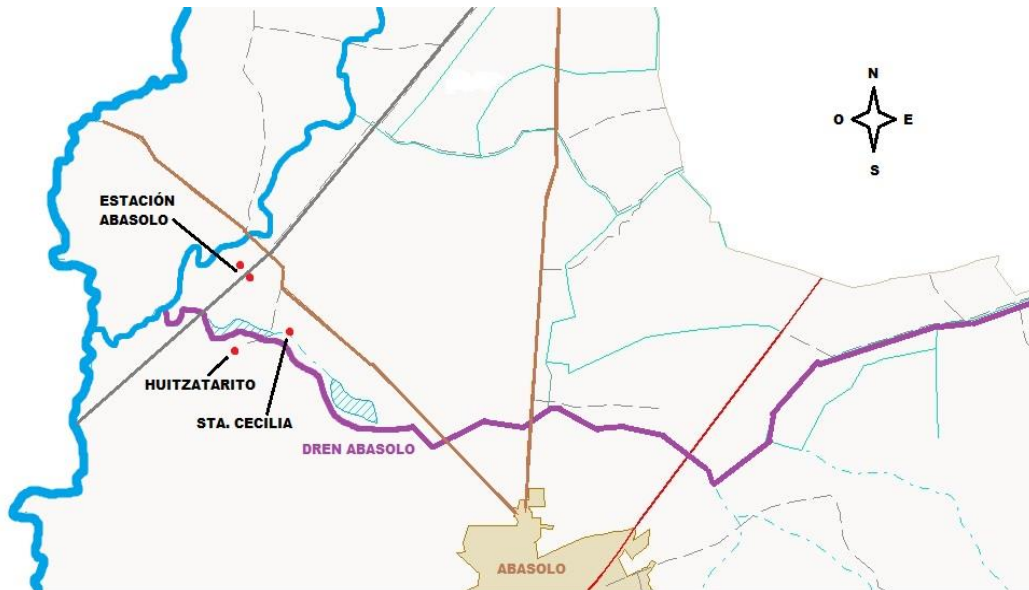 N
O
E
S
ESTACIÓN
ABASOLO
HUITZATARITO
STA. CECILIA
DREN ABASOLO
ABASOLO